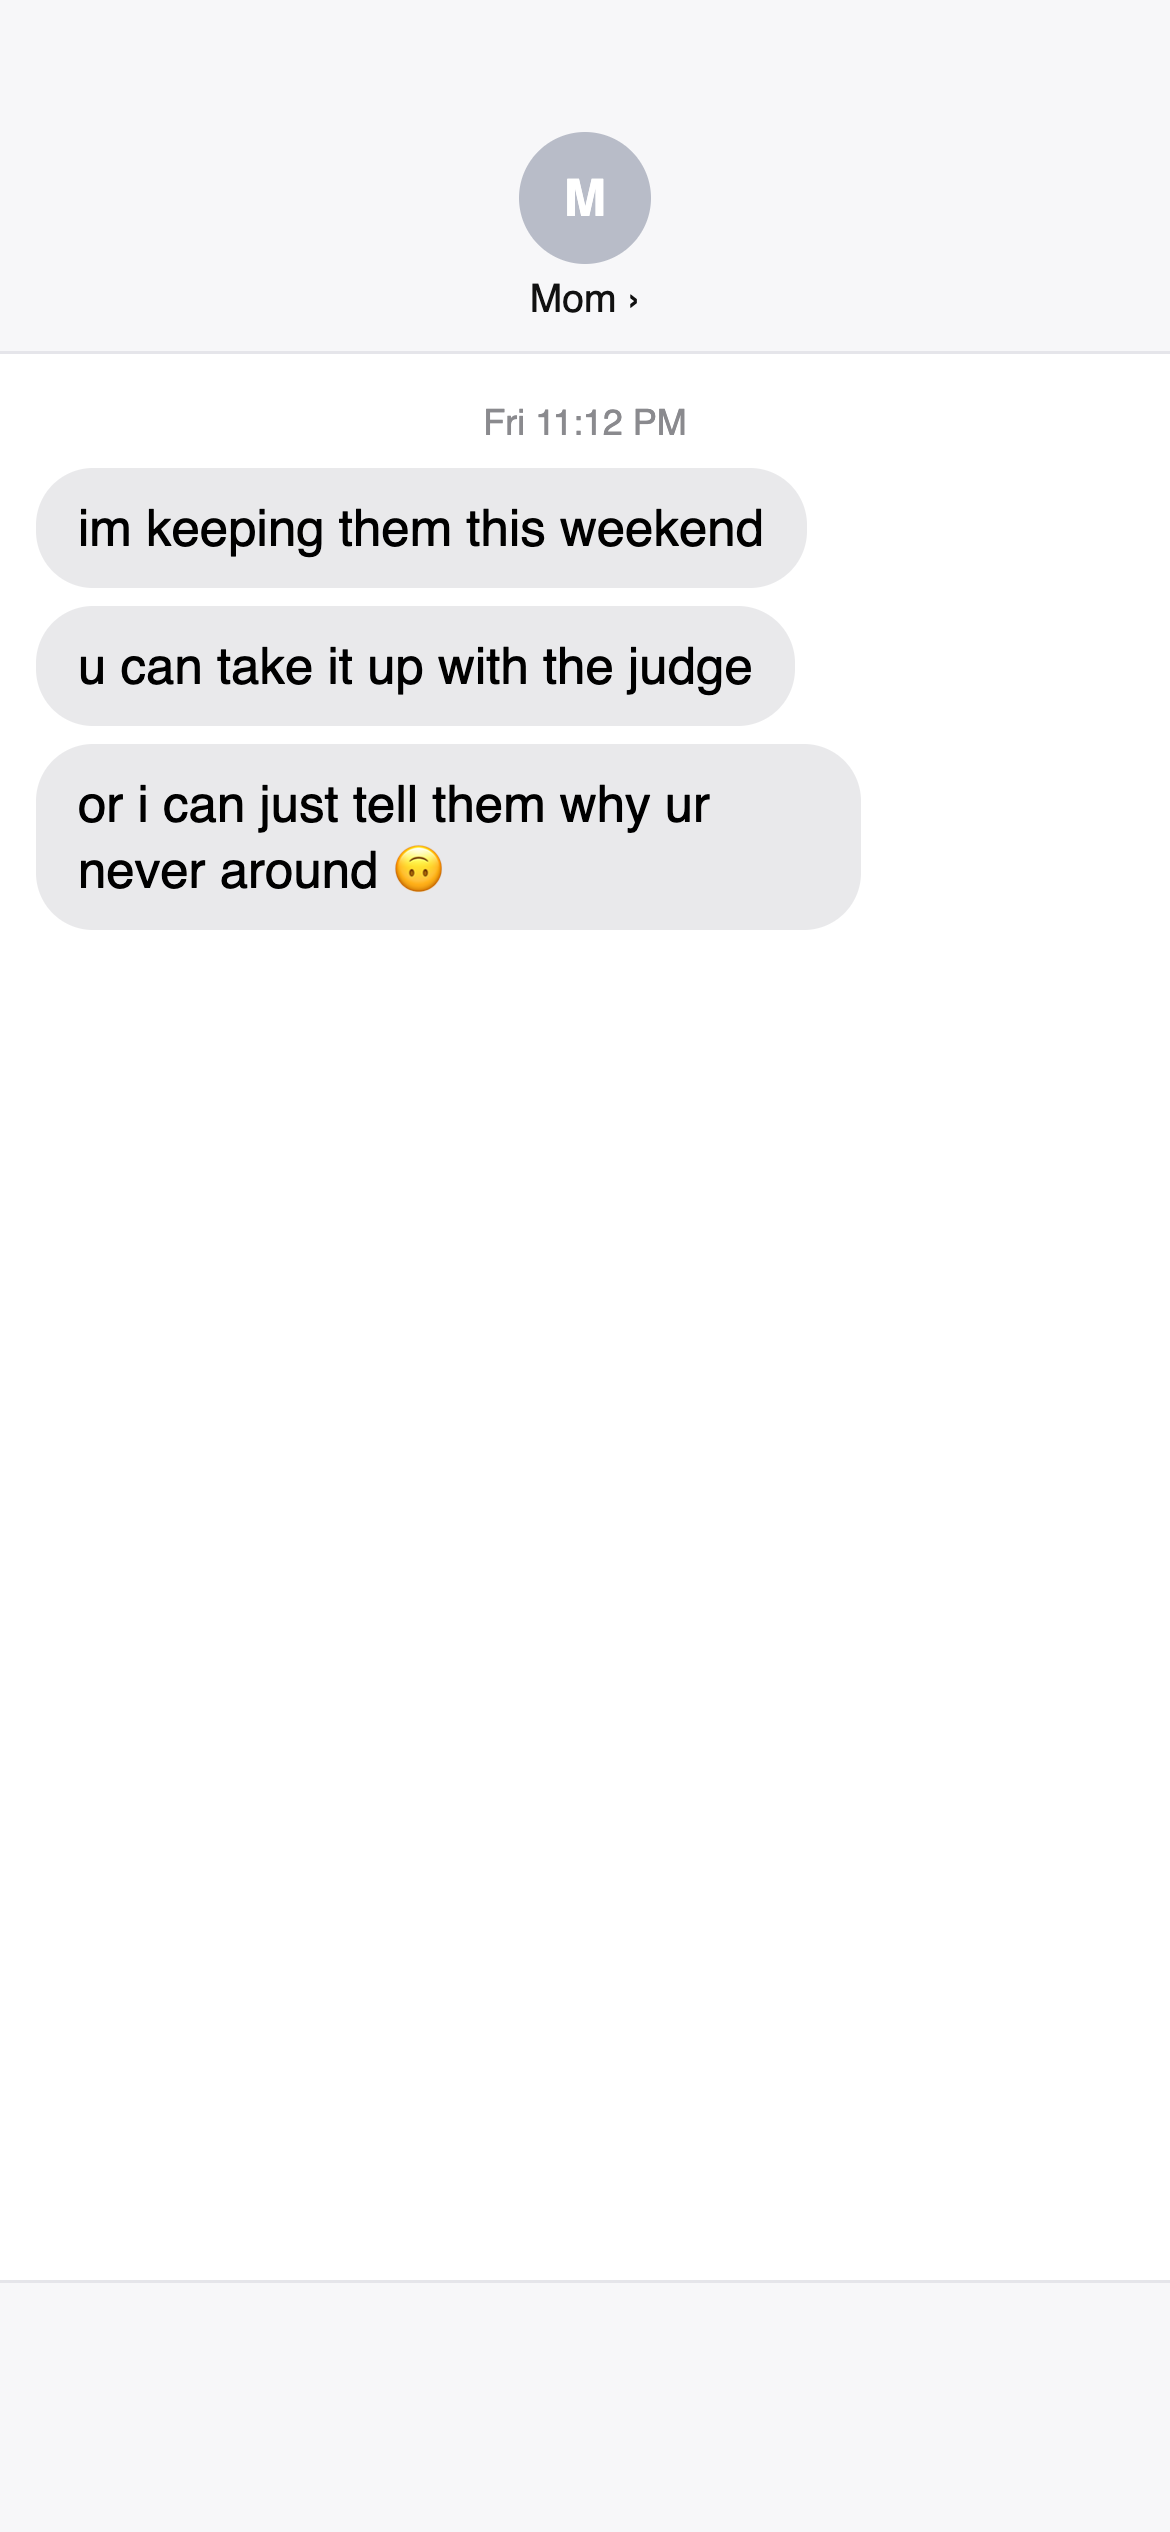 M
Mom ›
Fri 11:12 PM
im keeping them this weekend
u can take it up with the judge
or i can just tell them why ur
never around 🙃